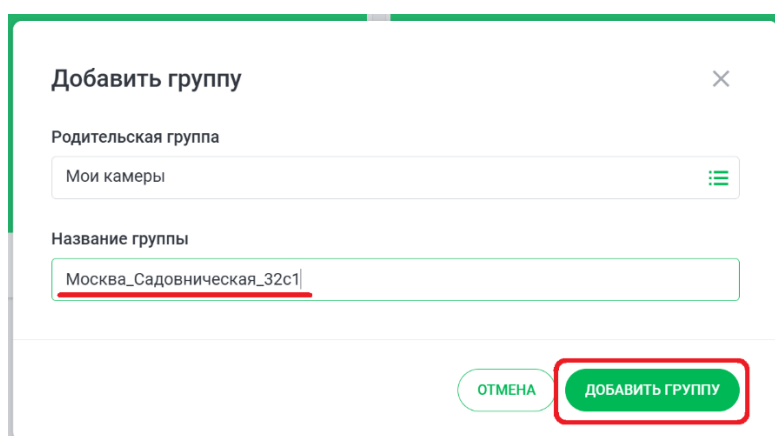 Добавить группу
Родительская группа
Мои камеры
Название группы
Москва_Садовническая_32с1
ОТМЕНА
ДОБАВИТЬ ГРУППУ